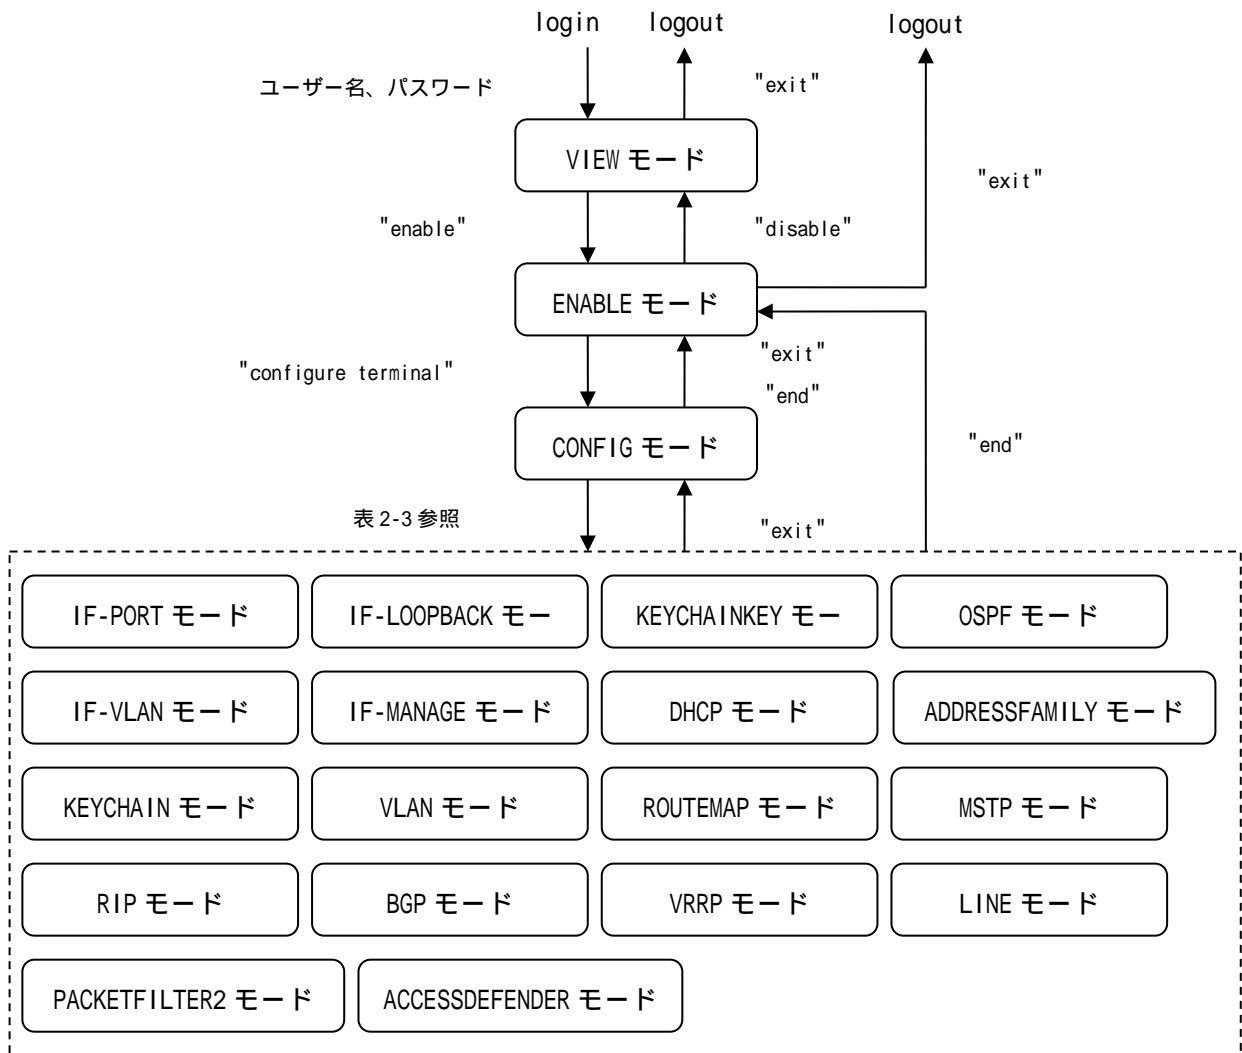 login
logout
logout
ユーザー名、パスワード
"exit"
VIEW モード
"exit"
"enable"
"disable"
ENABLE モード
"configure terminal"
"exit"
"end"
CONFIG モード
"end"
表 2-3 参照
"exit"
IF-PORT モード
IF-LOOPBACK モー
KEYCHAINKEY モー
OSPF モード
IF-VLAN モード
IF-MANAGE モード
DHCP モード
ADDRESSFAMILY モード
KEYCHAIN モード
VLAN モード
ROUTEMAP モード
MSTP モード
RIP モード
BGP モード
VRRP モード
LINE モード
PACKETFILTER2 モード
ACCESSDEFENDER モード